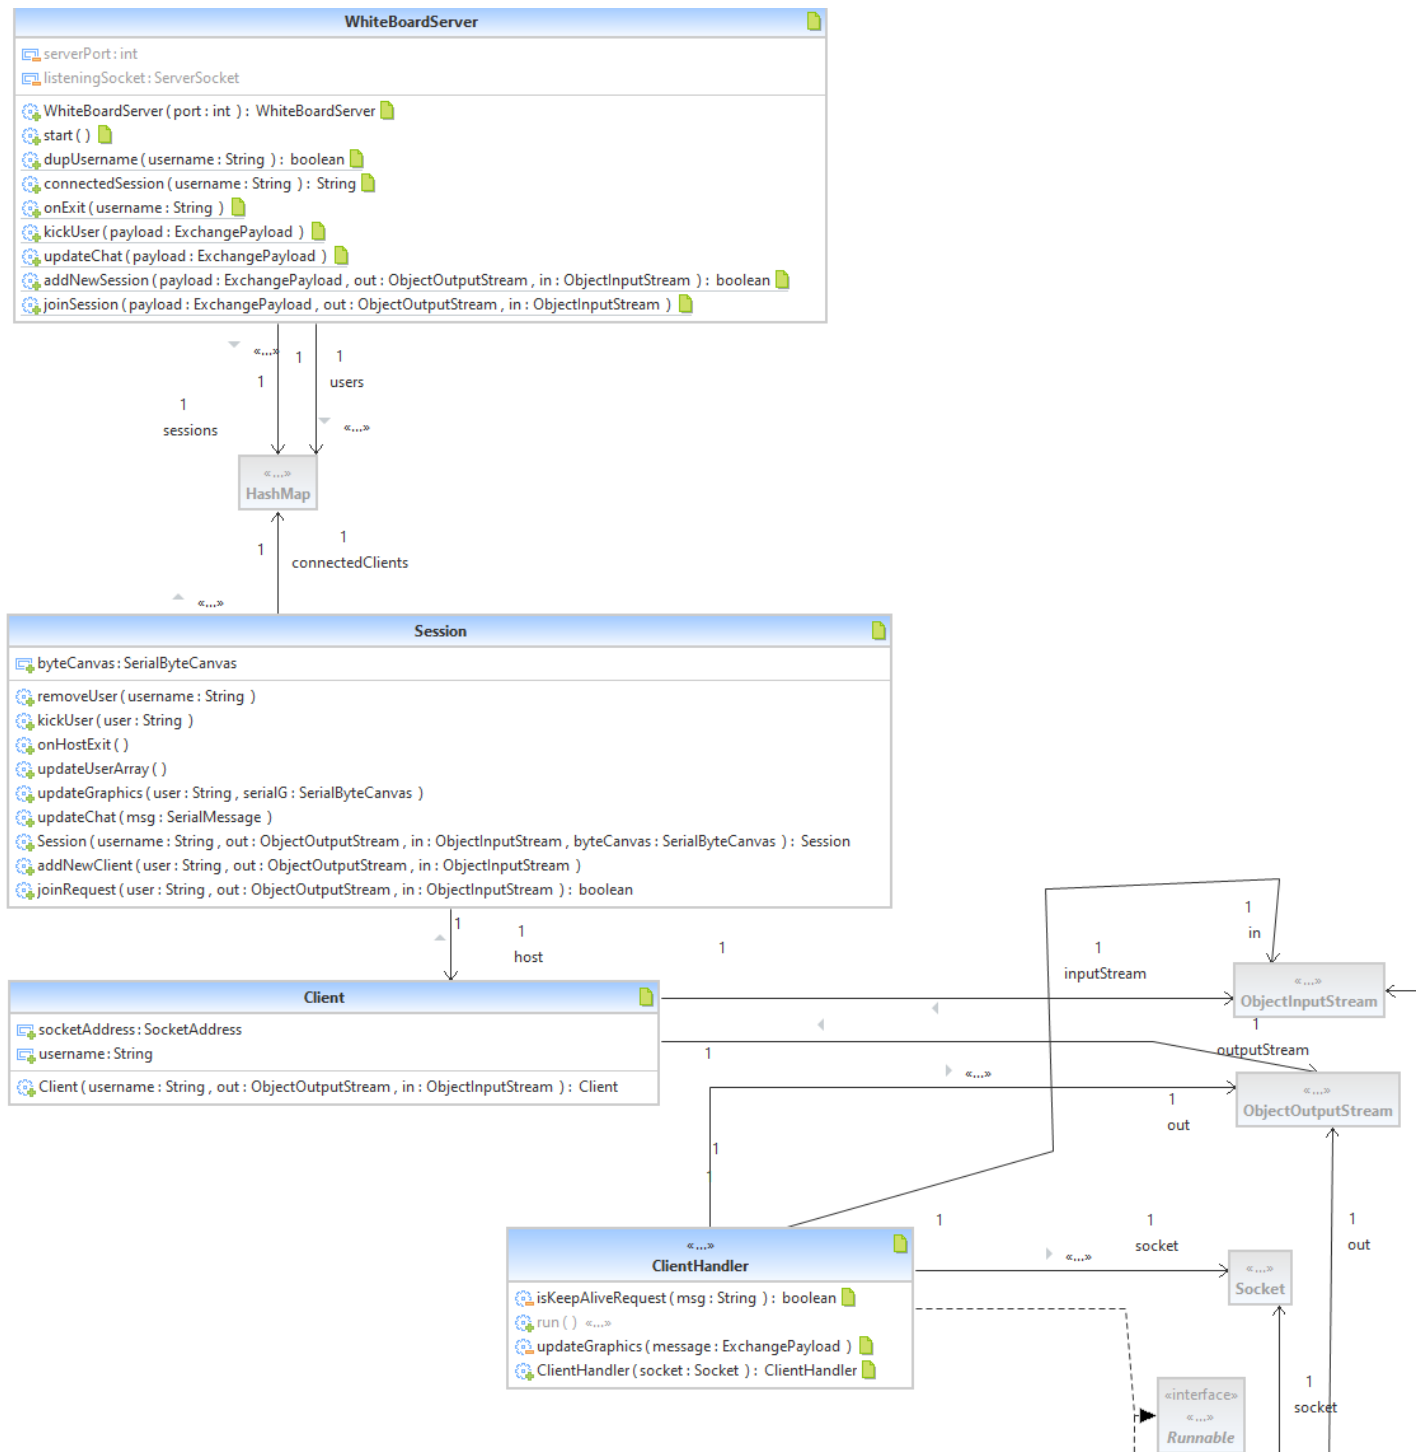 WhiteBoardServer
serverPort : int
listeningSocket : ServerSocket
WhiteBoardServer ( port : int ) : WhiteBoardServer
start ( )
dupUsername ( username : String ) : boolean
connectedSession ( username : String ) : String
onExit ( username : String )
kickUser ( payload : ExchangePayload )
updateChat ( payload : ExchangePayload )
addNewSession ( payload : ExchangePayload , out : ObjectOutputStream , in : ObjectInputStream ) : boolean
joinSession ( payload : ExchangePayload , out : ObjectOutputStream , in : ObjectInputStream )
«...»
1
1
1
users
1
sessions
«...»
«...»
HashMap
1
1
connectedClients
«...»
Session
byteCanvas : SerialByteCanvas
removeUser ( username : String )
kickUser ( user : String )
onHostExit ( )
updateUserArray ( )
updateGraphics ( user : String , serialG : SerialByteCanvas )
updateChat ( msg : SerialMessage )
Session ( username : String , out : ObjectOutputStream , in : ObjectInputStream , byteCanvas : SerialByteCanvas ) : Session
addNewClient ( user : String , out : ObjectOutputStream , in : ObjectInputStream )
joinRequest ( user : String , out : ObjectOutputStream , in : ObjectInputStream ) : boolean
1
1
host
1
1
inputStream
1
in
Client
socketAddress : SocketAddress
username : String
Client ( username : String , out : ObjectOutputStream , in : ObjectInputStream ) : Client
«...»
ObjectInputStream
1
outputStream
1
«...»
«...»
ObjectOutputStream
1
out
1
1
1
1
socket
1
out
«...»
«...»
ClientHandler
isKeepAliveRequest ( msg : String ) : boolean
run ( ) «...»
updateGraphics ( message : ExchangePayload )
ClientHandler ( socket : Socket ) : ClientHandler
«...»
Socket
1
socket
«interface»
«...»
Runnable